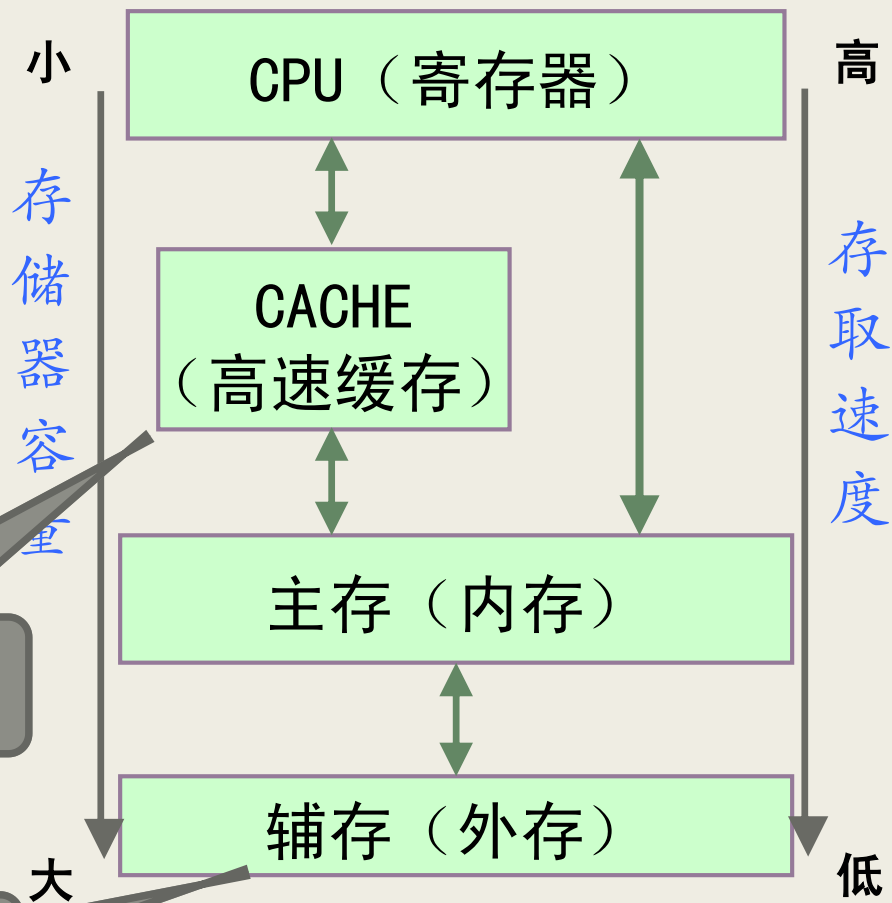 小
高
CPU（寄存器）
存储器容量
存取速度
CACHE
（高速缓存）
主存（内存）
辅存（外存）
大
低